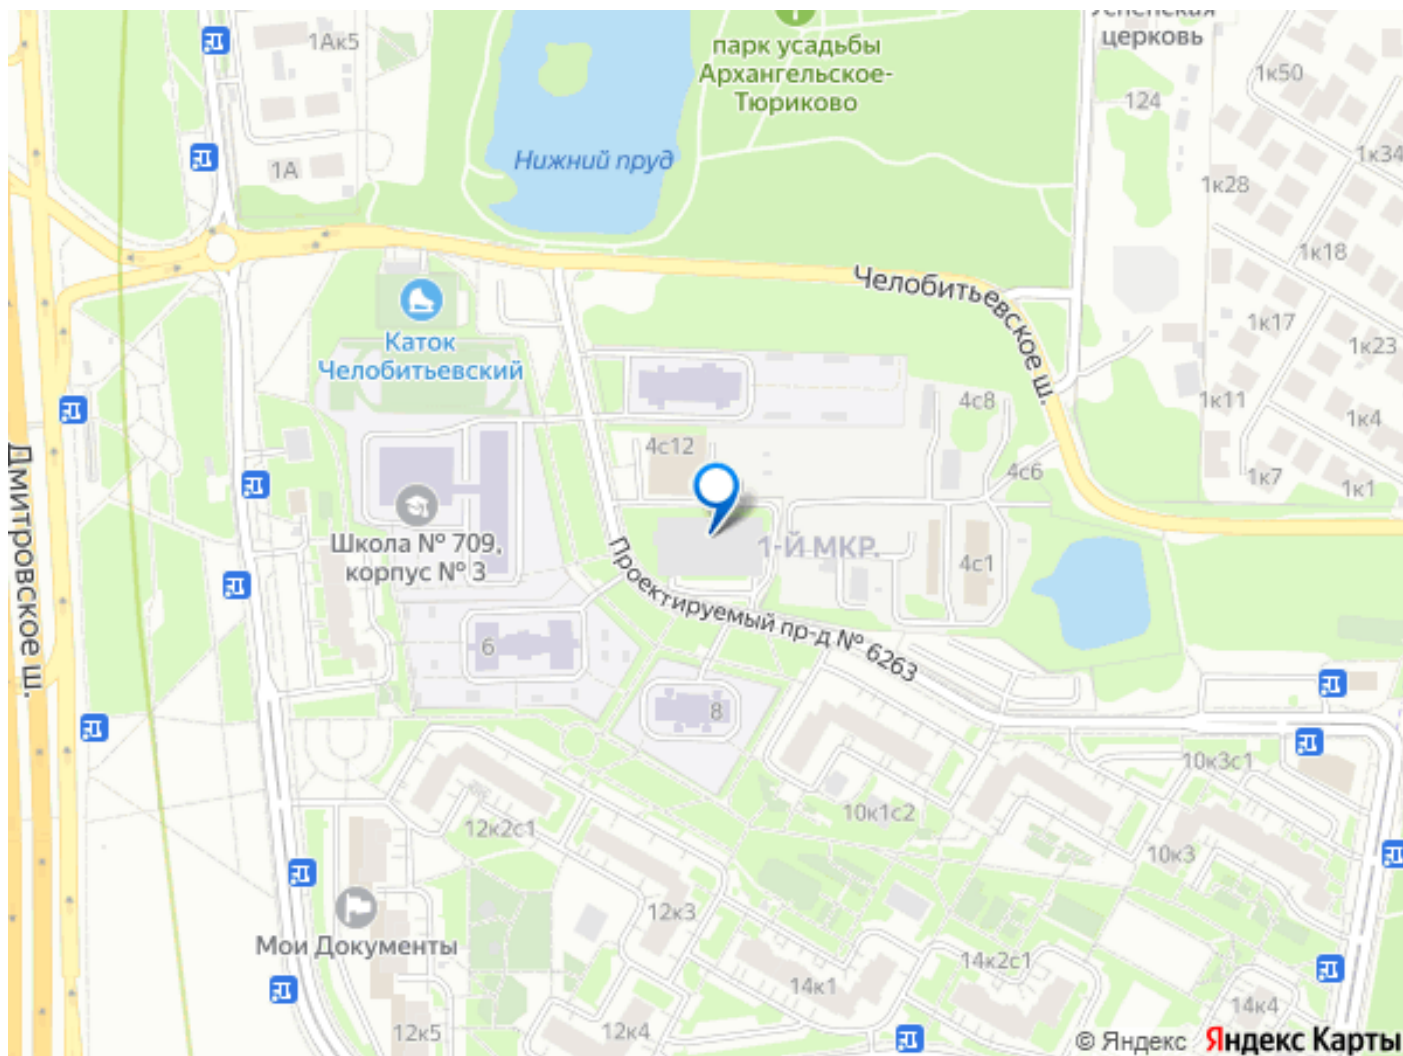 Успенская
церковь
1Ак5
парк усадьбы
Архангельское-
Тюриково
1к50
124
Нижний пруд
1А
1к34
1к28
1к18
Челобитьевское ш.
Каток
Челобитьевский
1к17
1к23
1к11
1к4
4с8
4с12
4с6
1к7
1к1
Дмитровское ш.
Школа № 709,
корпус № 3
1-Й МКР.
4с1
Проектируемый пр-д № 6263
6
8
10к3с1
10к1с2
12к2с1
10к3
12к3
Мои Документы
14к2с1
14к1
14к4
12к5
12к4
© Яндекс Яндекс Карты